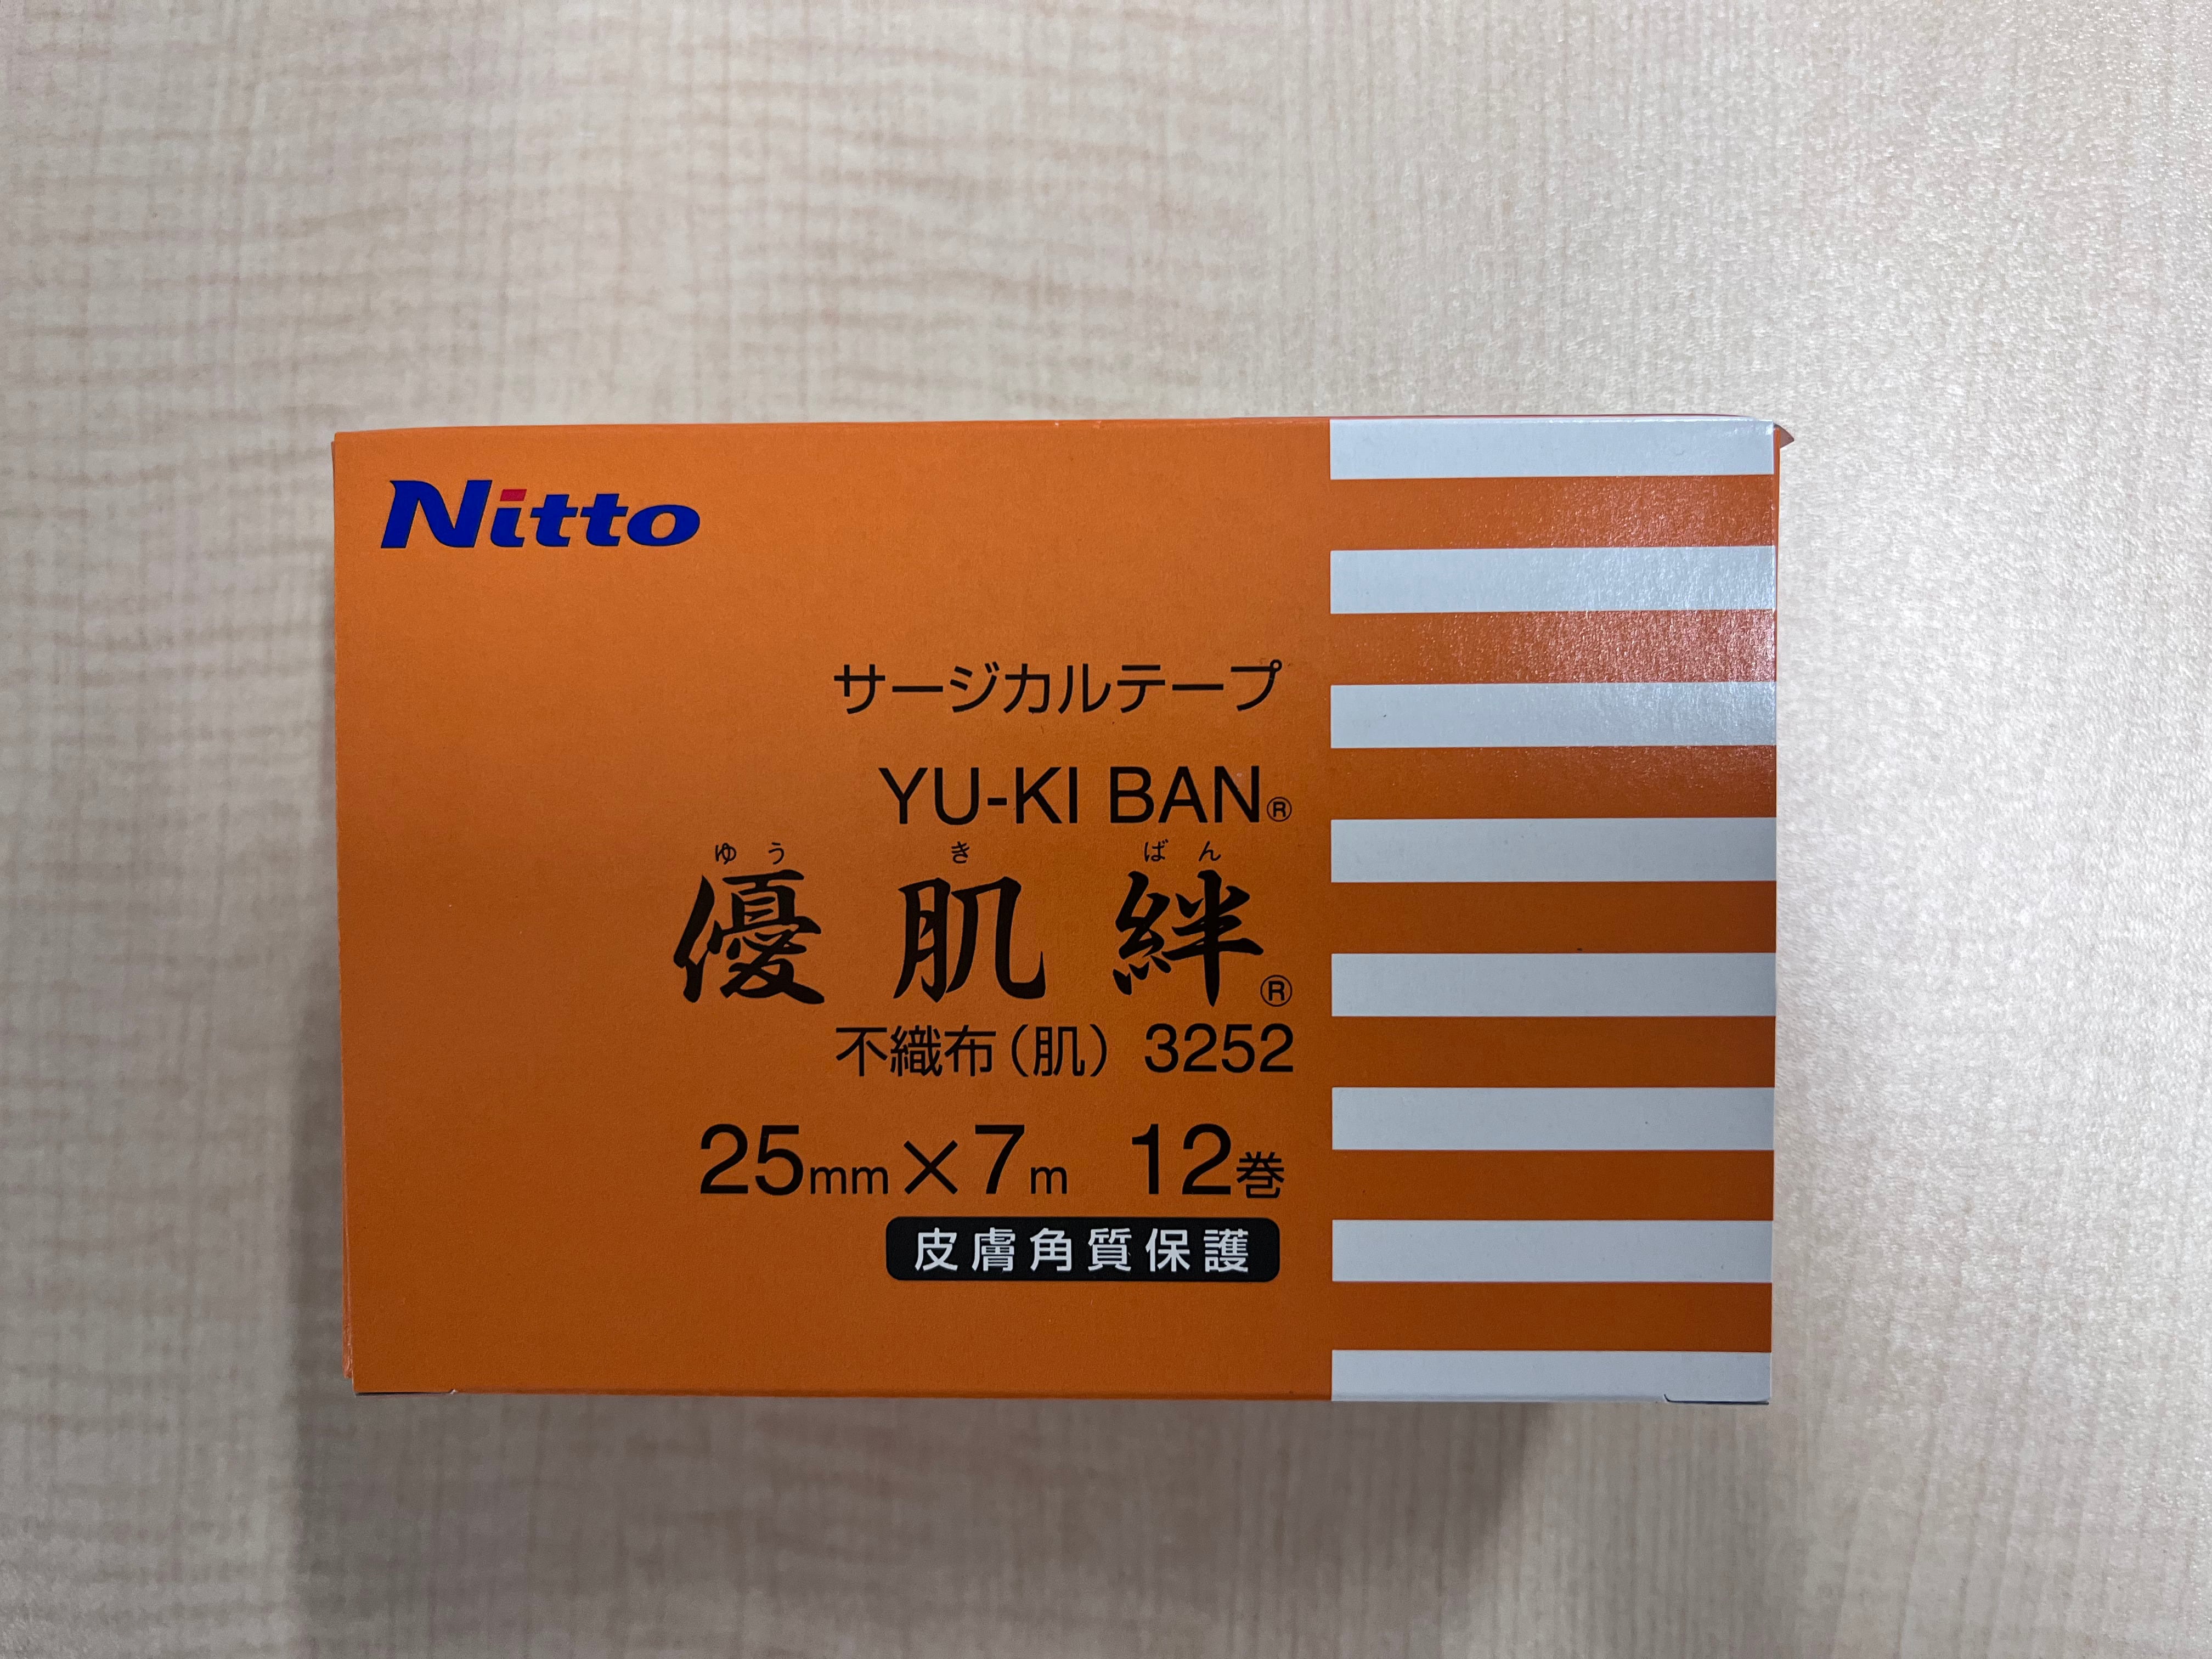 Nitto
サージカルテープ
YU-KI BAN®
ゆう き ばん
優肌絆®
不織布(肌) 3252
25mm×7m 12巻
皮膚角質保護